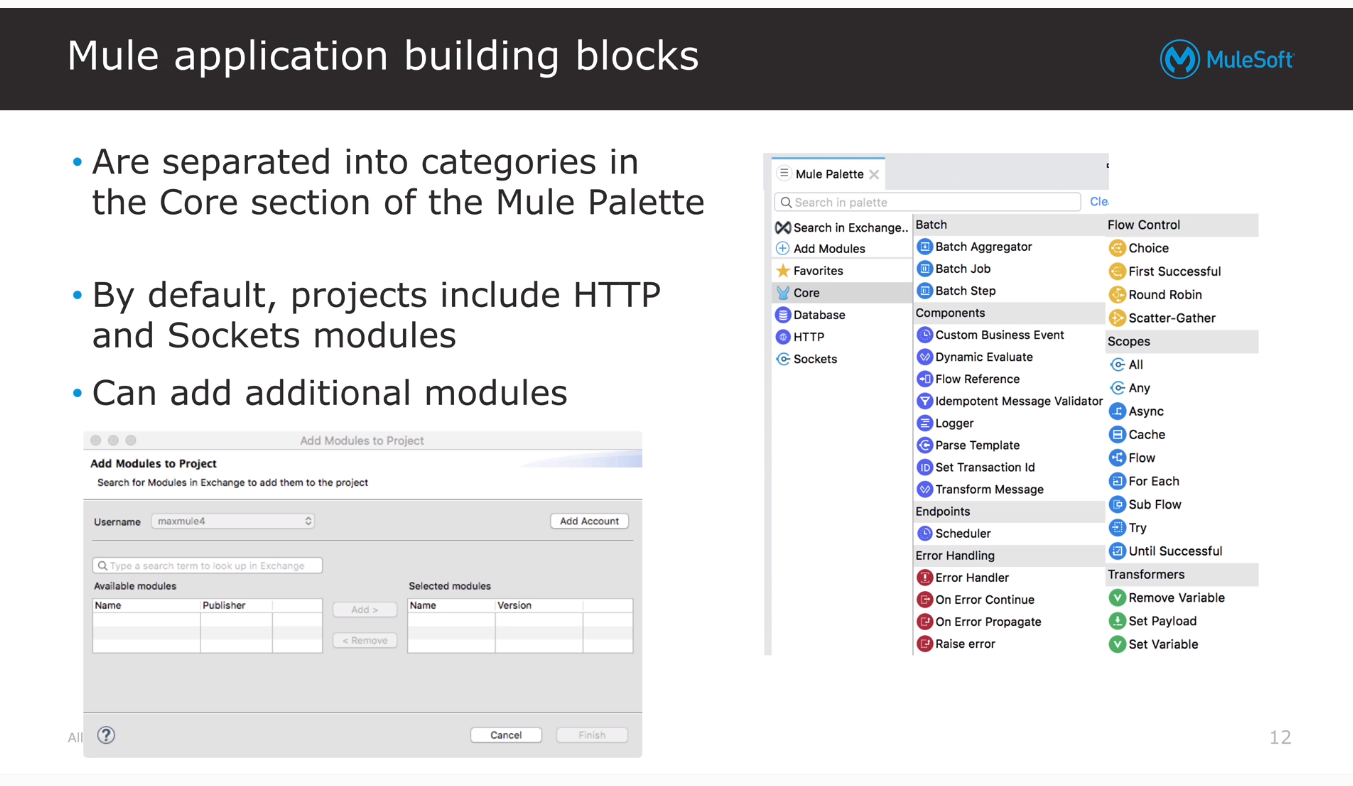 Mule application building blocks
MuleSoft
• Are separated into categories in
the Core section of the Mule Palette
• By default, projects include HTTP
and Sockets modules
• Can add additional modules
Add Modules to Project
Add Modules to Project
Search for Modules in Exchange to add them to the project
Username maxmule4 Add Account
Type a search term to look up in Exchange
Available modules
Name Publisher
Add >
< Remove
Selected modules
Name Version
Cancel Finish
All
Mule Palette
Search in palette
Search in Exchange..
Add Modules
Favorites
Core
Database
HTTP
Sockets
Batch
Batch Aggregator
Batch Job
Batch Step
Components
Custom Business Event
Dynamic Evaluate
Flow Reference
Idempotent Message Validator
Logger
Parse Template
Set Transaction Id
Transform Message
Endpoints
Scheduler
Error Handling
Error Handler
On Error Continue
On Error Propagate
Raise error
Flow Control
Choice
First Successful
Round Robin
Scatter-Gather
Scopes
All
Any
Async
Cache
Flow
For Each
Sub Flow
Try
Until Successful
Transformers
Remove Variable
Set Payload
Set Variable
12